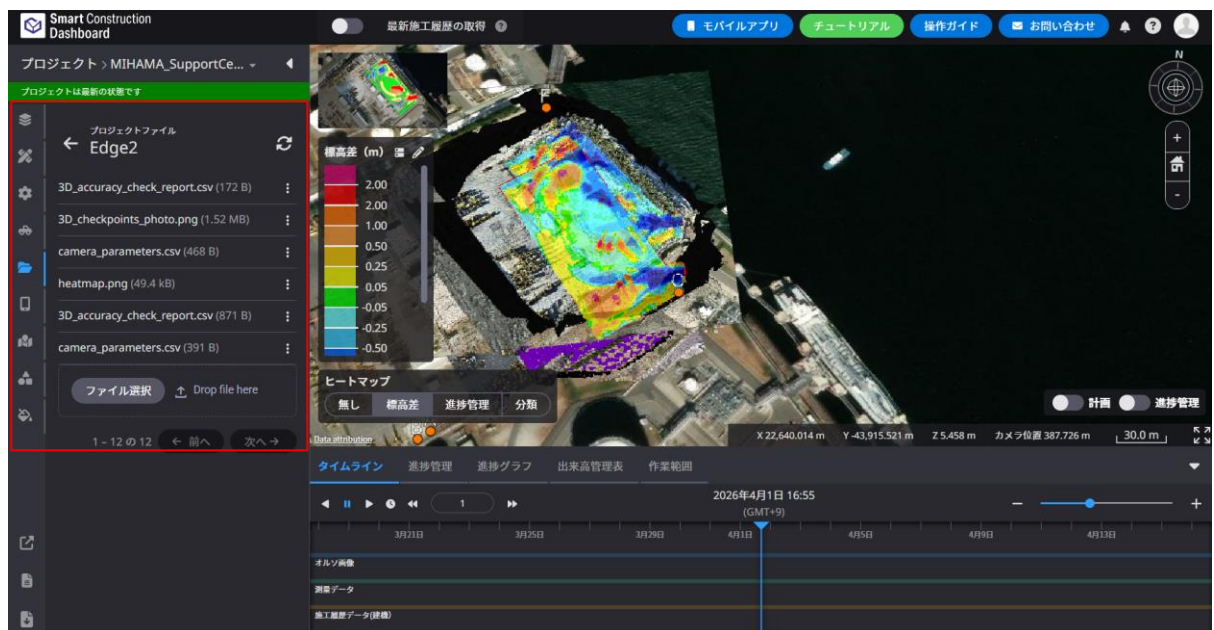 Smart Construction
Dashboard
最新施工履歴の取得
モバイルアプリ
チュートリアル
操作ガイド
お問い合わせ
プロジェクト > MIHAMA_SupportCe...
プロジェクトは最新の状態です
プロジェクトファイル
Edge2
3D_accuracy_check_report.csv (172 B)
3D_checkpoints_photo.png (1.52 MB)
camera_parameters.csv (468 B)
heatmap.png (49.4 kB)
3D_accuracy_check_report.csv (871 B)
camera_parameters.csv (391 B)
ファイル選択
Drop file here
1 – 12 の 12
← 前へ
次へ →
標高差 (m)
2.00
2.00
1.00
0.50
0.25
0.05
-0.05
-0.25
-0.50
ヒートマップ
無し 標高差 進捗管理 分類
N
+
-
計画
進捗管理
Data attribution
X 22,640.014 m Y -43,915.521 m Z 5.458 m カメラ位置 387.726 m 30.0 m
タイムライン 進捗管理 進捗グラフ 出来高管理表 作業範囲
1
2026年4月1日 16:55
(GMT+9)
3月21日 3月25日 3月29日 4月1日 4月5日 4月9日 4月13日
オルソ画像
測量データ
施工履歴データ(建機)